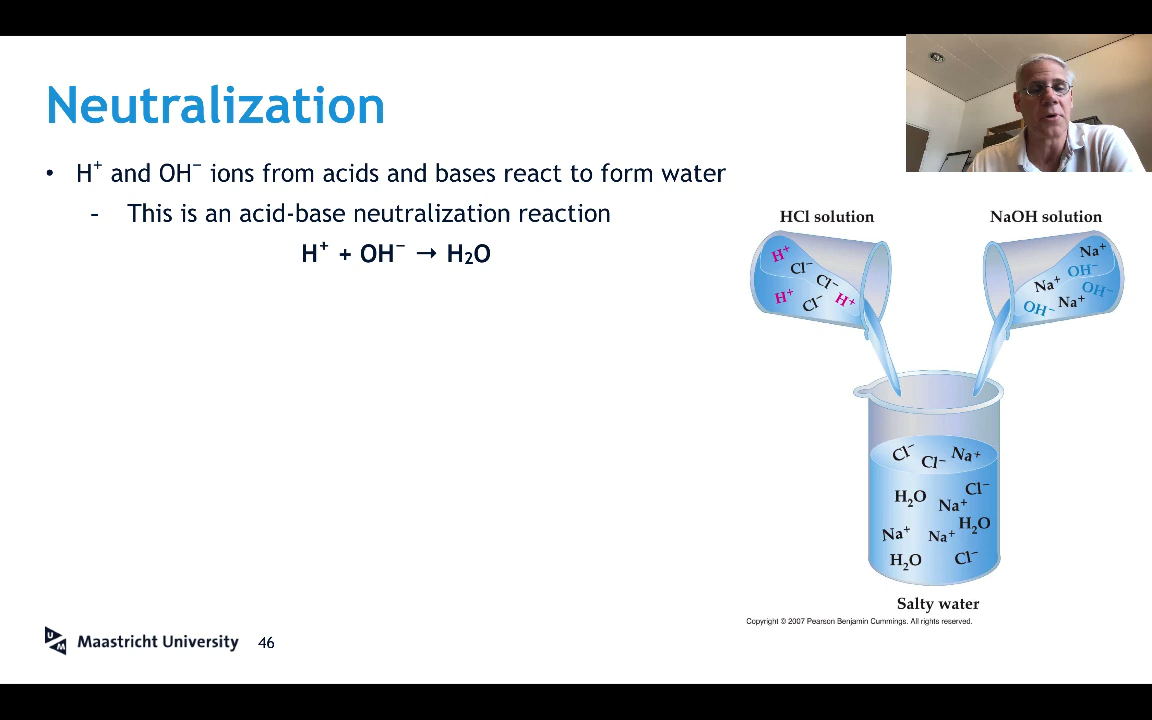 Neutralization
• H⁺ and OH⁻ ions from acids and bases react to form water
– This is an acid-base neutralization reaction
H⁺ + OH⁻ → H₂O
HCl solution
NaOH solution
H⁺
Cl⁻
Cl⁻
H⁺
Cl⁻
H⁺
Na⁺
OH⁻
Na⁺
OH⁻
OH⁻
Na⁺
Cl⁻
Cl⁻
Na⁺
H₂O
Cl⁻
Na⁺
Na⁺
Na⁺
H₂O
H₂O
Cl⁻
Salty water
Copyright © 2007 Pearson Benjamin Cummings. All rights reserved.
UM
Maastricht University
46